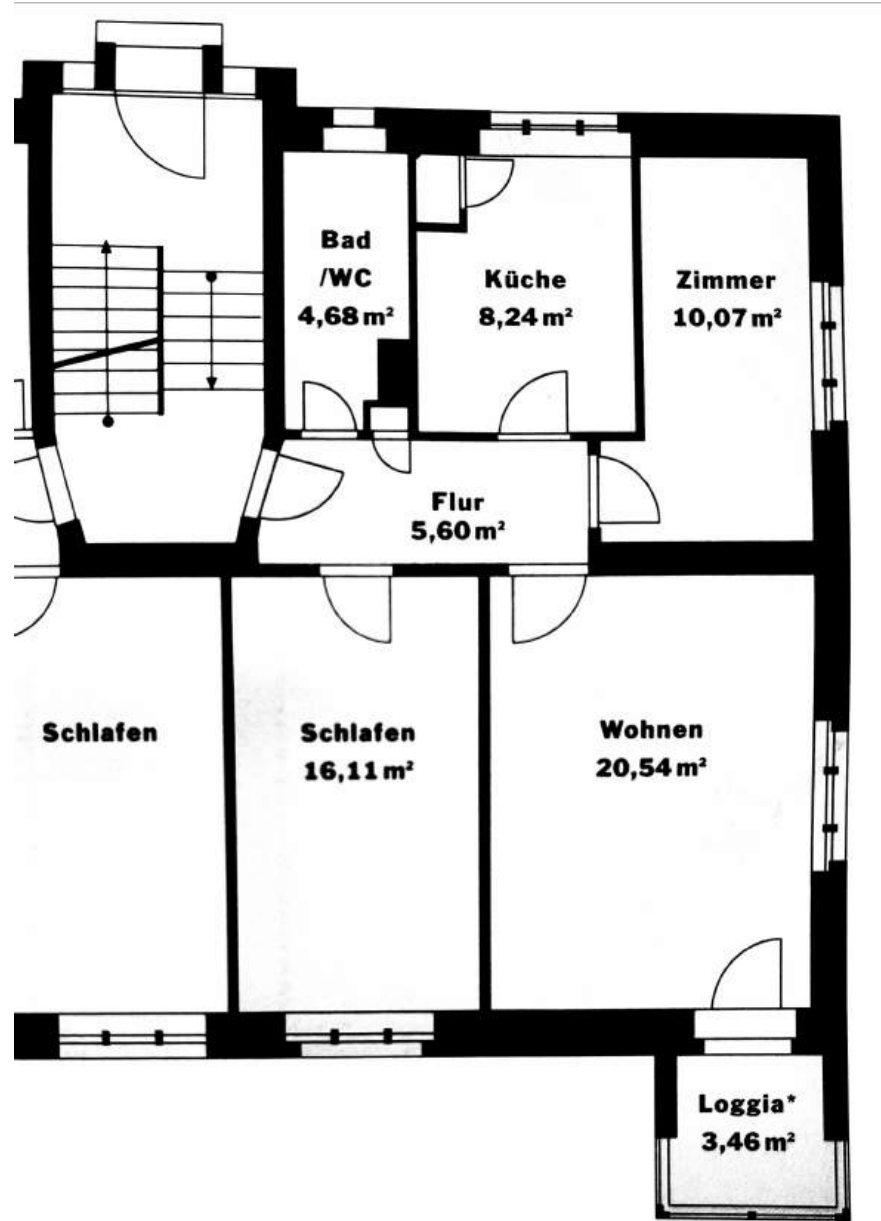 Bad
/WC
4,68 m²
Küche
8,24 m²
Zimmer
10,07 m²
Flur
5,60 m²
Schlafen
Schlafen
16,11 m²
Wohnen
20,54 m²
Loggia*
3,46 m²